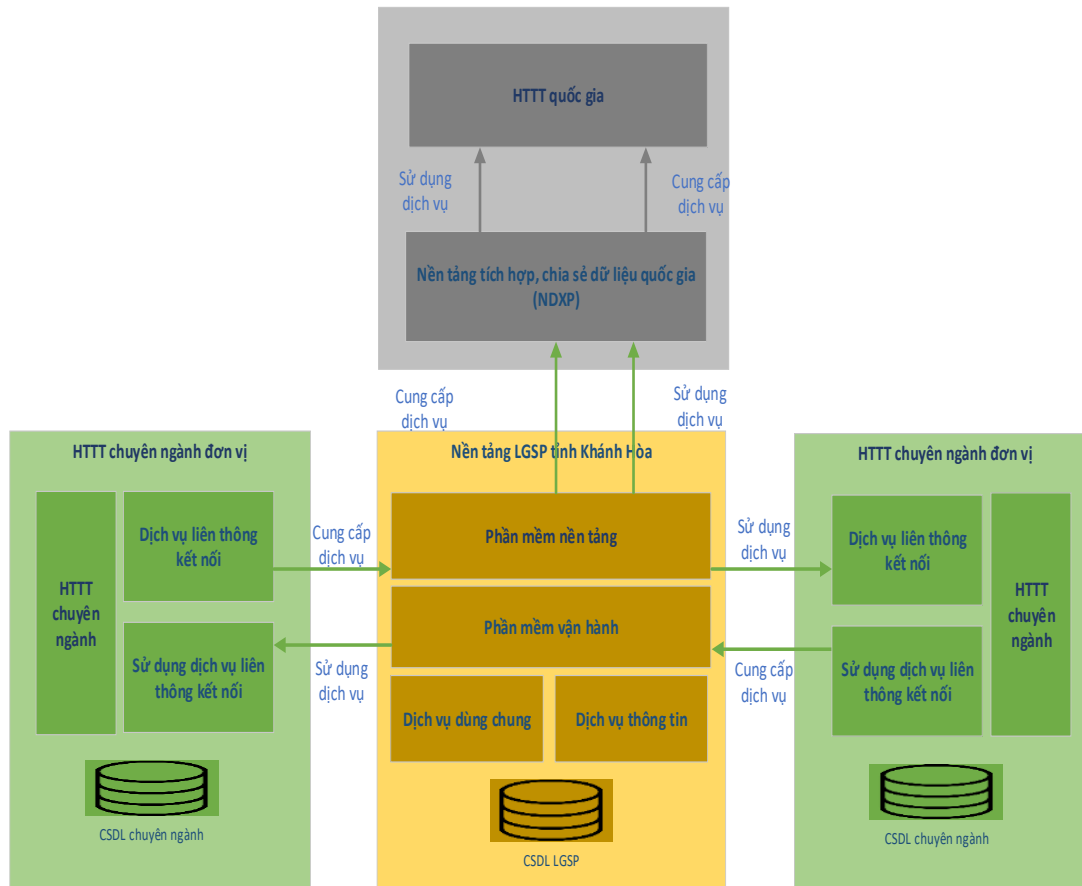 HTTT quốc gia
Sử dụng
dịch vụ
Cung cấp
dịch vụ
Nền tảng tích hợp, chia sẻ dữ liệu quốc gia
(NDXP)
Cung cấp
dịch vụ
Sử dụng
dịch vụ
HTTT chuyên ngành đơn vị
HTTT
chuyên
ngành
Dịch vụ liên thông
kết nối
Sử dụng dịch vụ liên
thông kết nối
CSDL chuyên ngành
Cung cấp
dịch vụ
Sử dụng
dịch vụ
Nền tảng LGSP tỉnh Khánh Hòa
Phần mềm nền tảng
Phần mềm vận hành
Dịch vụ dùng chung
Dịch vụ thông tin
CSDL LGSP
Sử dụng
dịch vụ
Cung cấp
dịch vụ
HTTT chuyên ngành đơn vị
Dịch vụ liên thông
kết nối
Sử dụng dịch vụ liên
thông kết nối
HTTT
chuyên
ngành
CSDL chuyên ngành